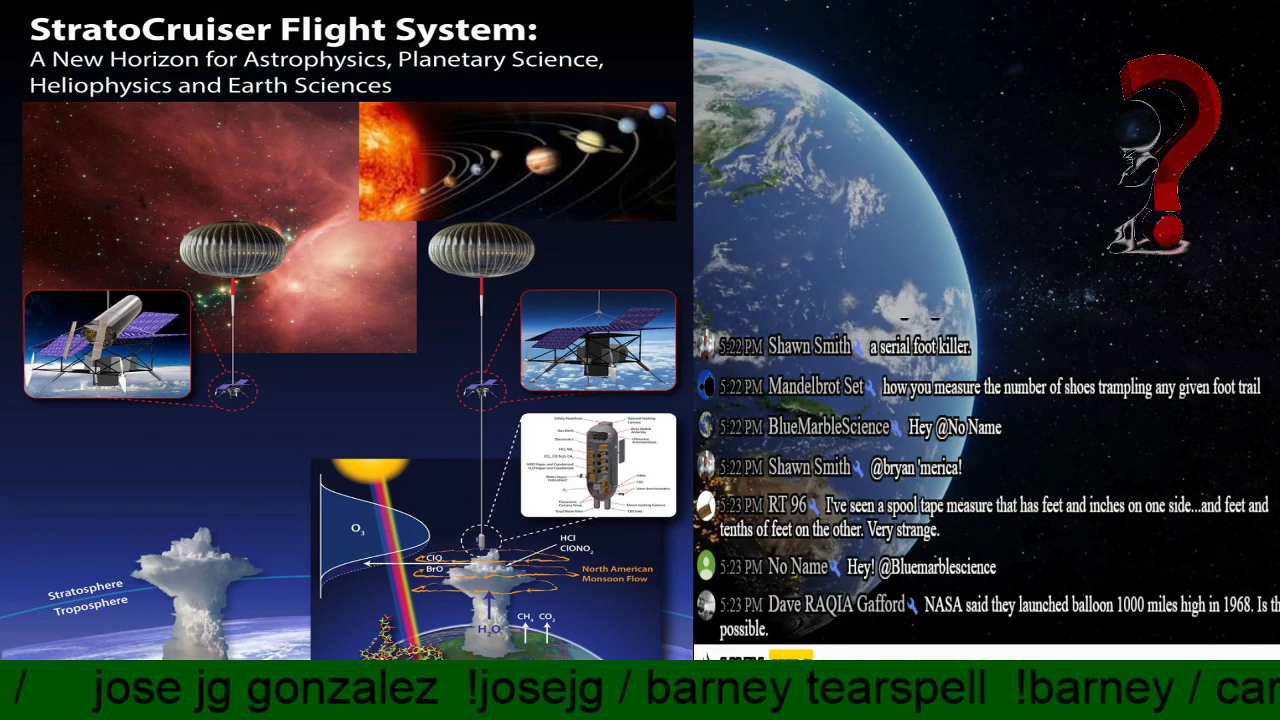 StratoCruiser Flight System:
A New Horizon for Astrophysics, Planetary Science,
Heliophysics and Earth Sciences
Stratosphere
Troposphere
O3
HCl
ClONO2
ClO
BrO
North American
Monsoon Flow
H2O
CH4 CO2
5:22 PM Shawn Smith a serial foot killer.
5:22 PM Mandelbrot Set how you measure the number of shoes trampling any given foot trail
5:22 PM BlueMarbleScience Hey @No Name
5:22 PM Shawn Smith @bryan 'merica!
5:23 PM RT 96 I've seen a spool tape measure that has feet and inches on one side...and feet and
tenths of feet on the other. Very strange.
5:23 PM No Name Hey! @Bluemarblescience
5:23 PM Dave RAQIA Gafford NASA said they launched balloon 1000 miles high in 1968. Is th
possible.
/ jose jg gonzalez !josejg / barney tearspell !barney / car